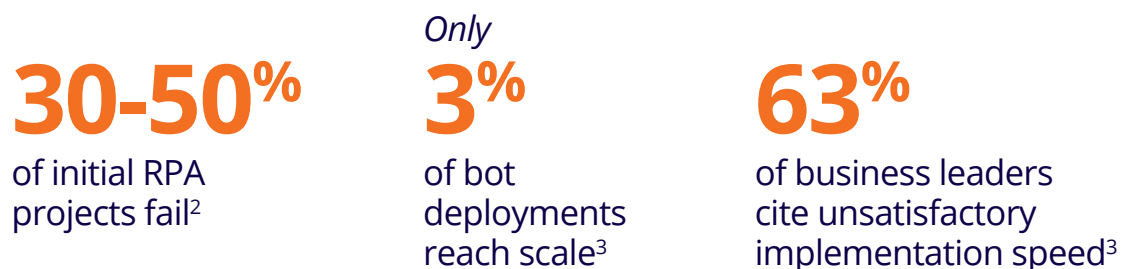 30-50%
of initial RPA
projects fail²
Only
3%
of bot
deployments
reach scale³
63%
of business leaders
cite unsatisfactory
implementation speed³